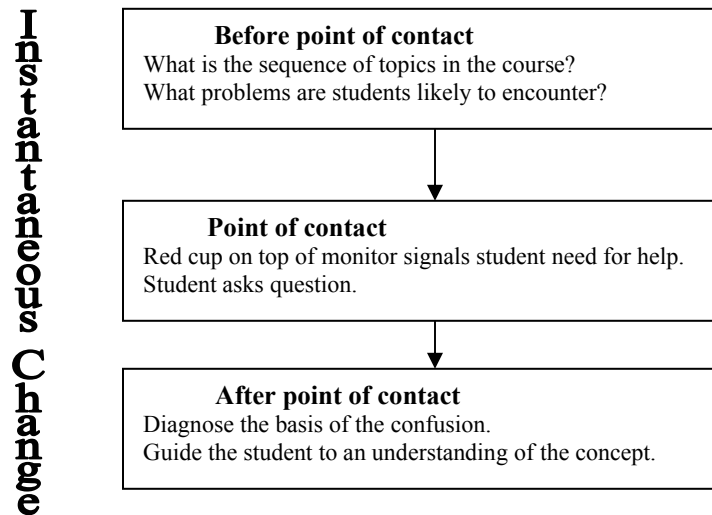 Instantaneous Change
Before point of contact
What is the sequence of topics in the course?
What problems are students likely to encounter?
Point of contact
Red cup on top of monitor signals student need for help.
Student asks question.
After point of contact
Diagnose the basis of the confusion.
Guide the student to an understanding of the concept.